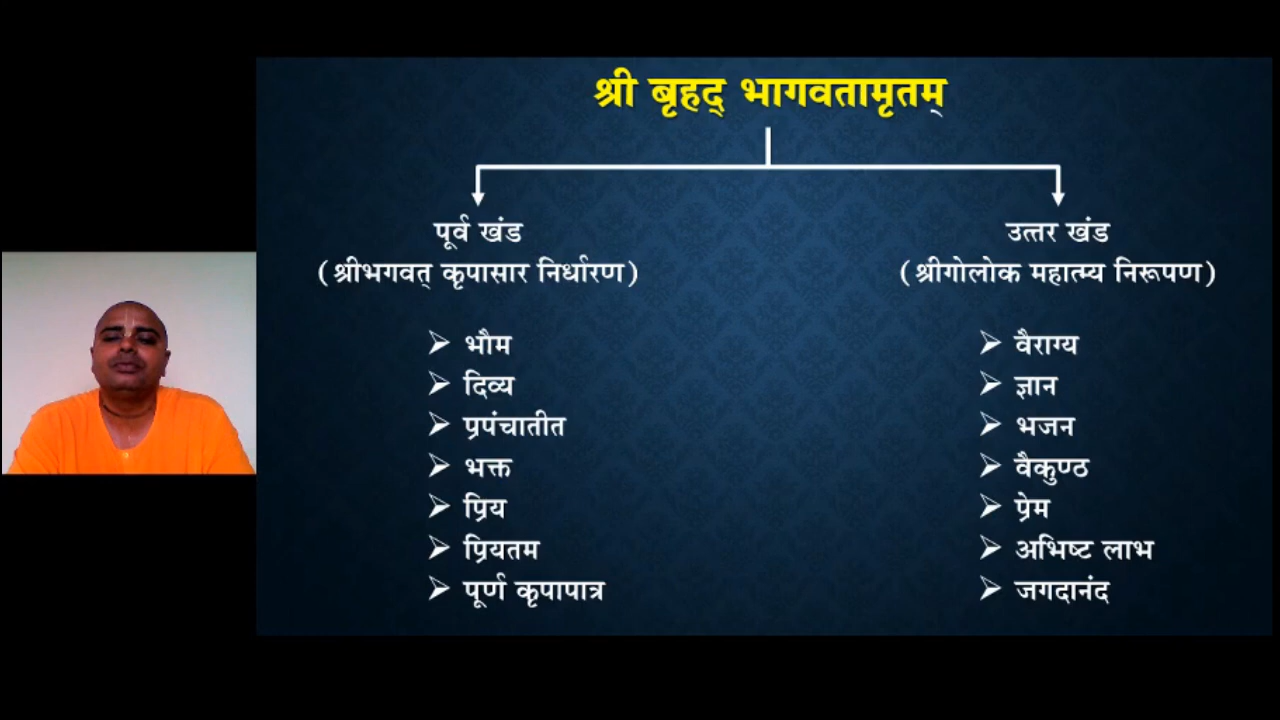 श्री बृहद् भागवतामृतम्
पूर्व खंड
(श्रीभगवत् कृपासार निर्धारण)
भौम
दिव्य
प्रपंचातीत
भक्त
प्रिय
प्रियतम
पूर्ण कृपापात्र
उत्तर खंड
(श्रीगोलोक महात्म्य निरूपण)
वैराग्य
ज्ञान
भजन
वैकुण्ठ
प्रेम
अभिष्ट लाभ
जगदानंद